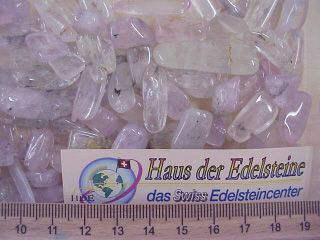 Haus der Edelsteine
das Swiss Edelsteincenter
HDE
10 11 12 13 14 15 16 17 18 19